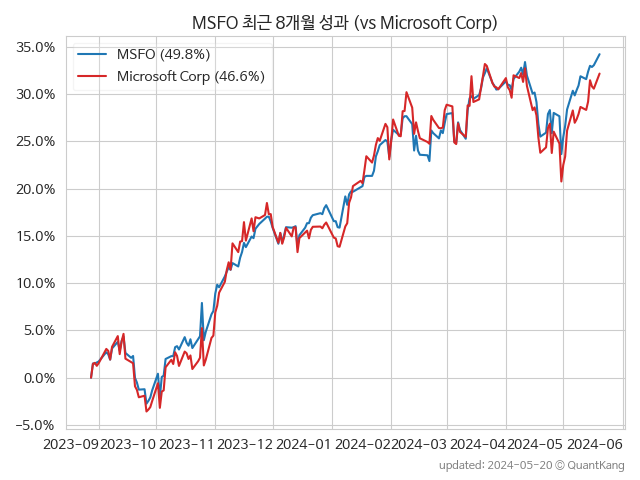 MSFO 최근 8개월 성과 (vs Microsoft Corp)
MSFO (49.8%)
Microsoft Corp (46.6%)
35.0%
30.0%
25.0%
20.0%
15.0%
10.0%
5.0%
0.0%
−5.0%
2023-09 2023-10 2023-11 2023-12 2024-01 2024-02 2024-03 2024-04 2024-05 2024-06
updated: 2024-05-20 © QuantKang